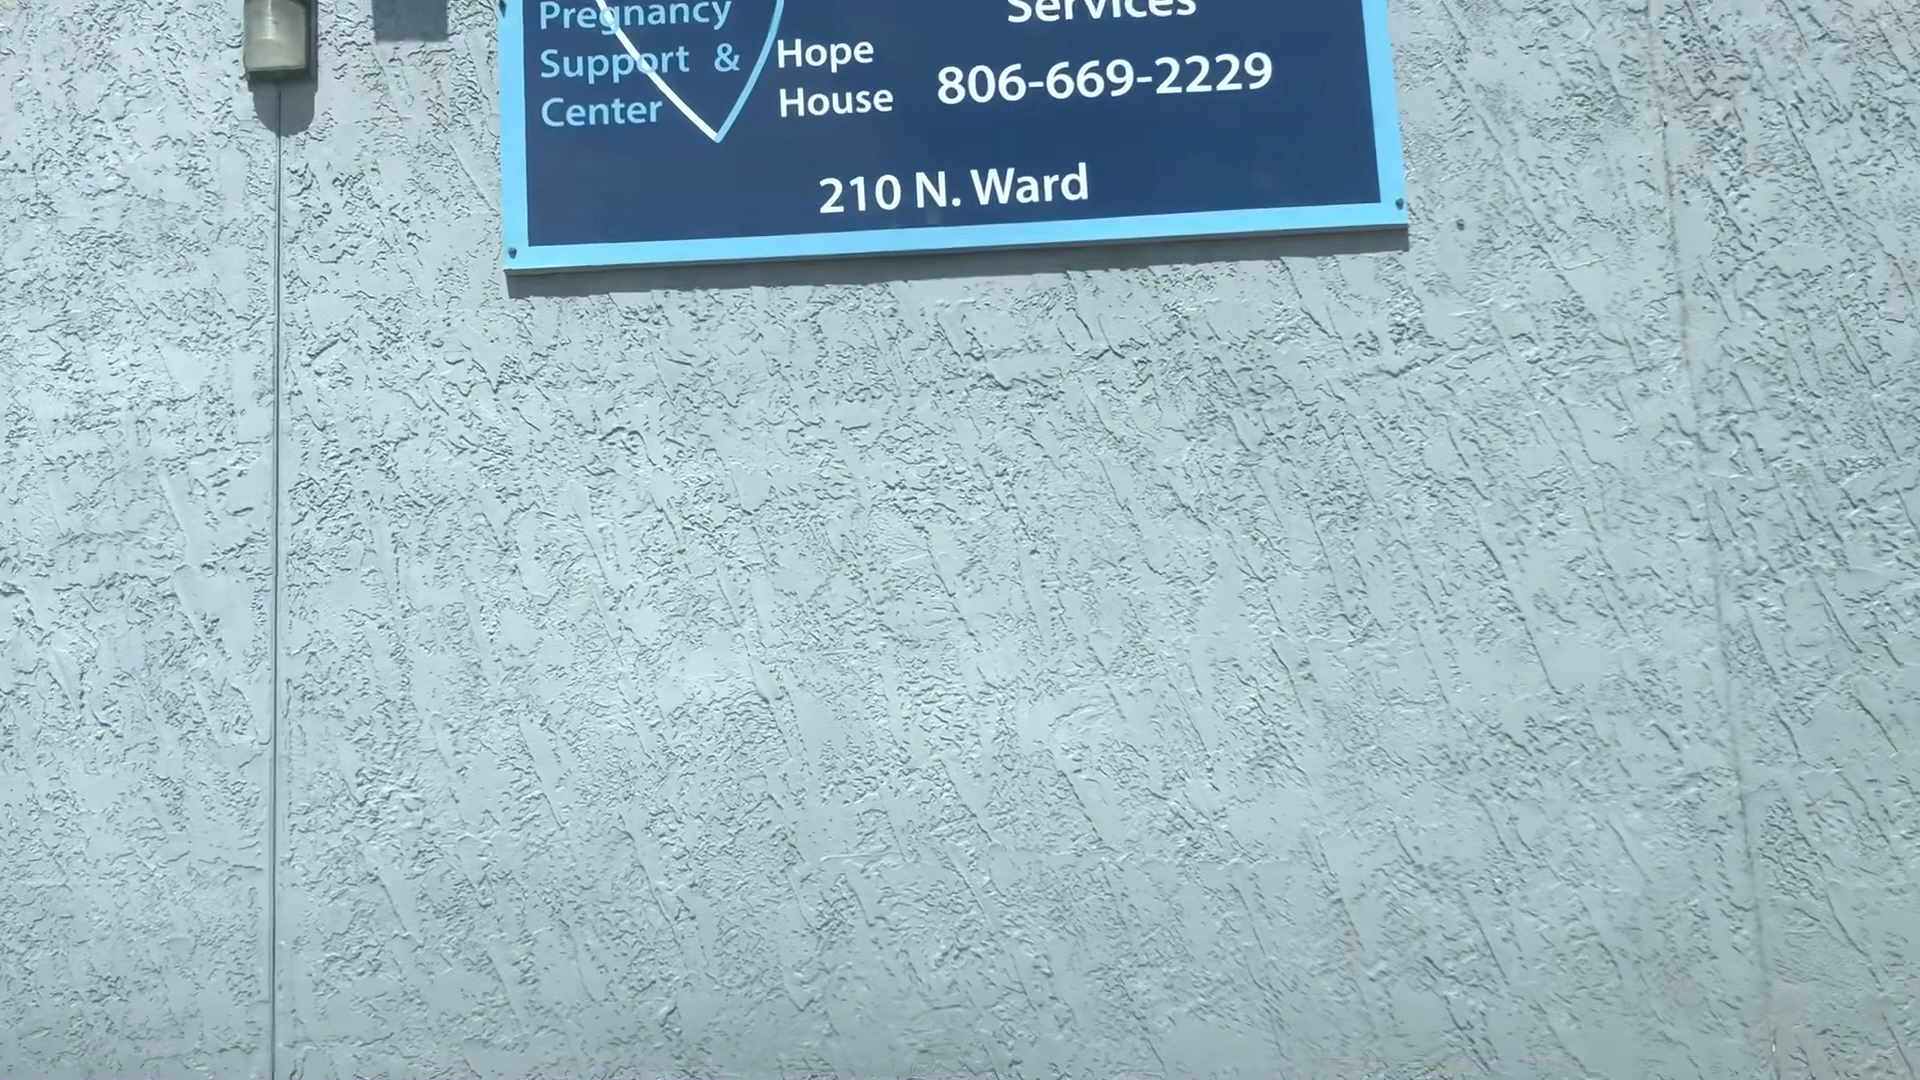 Pregnancy
Support &
Center
Hope
House
Services
806-669-2229
210 N. Ward